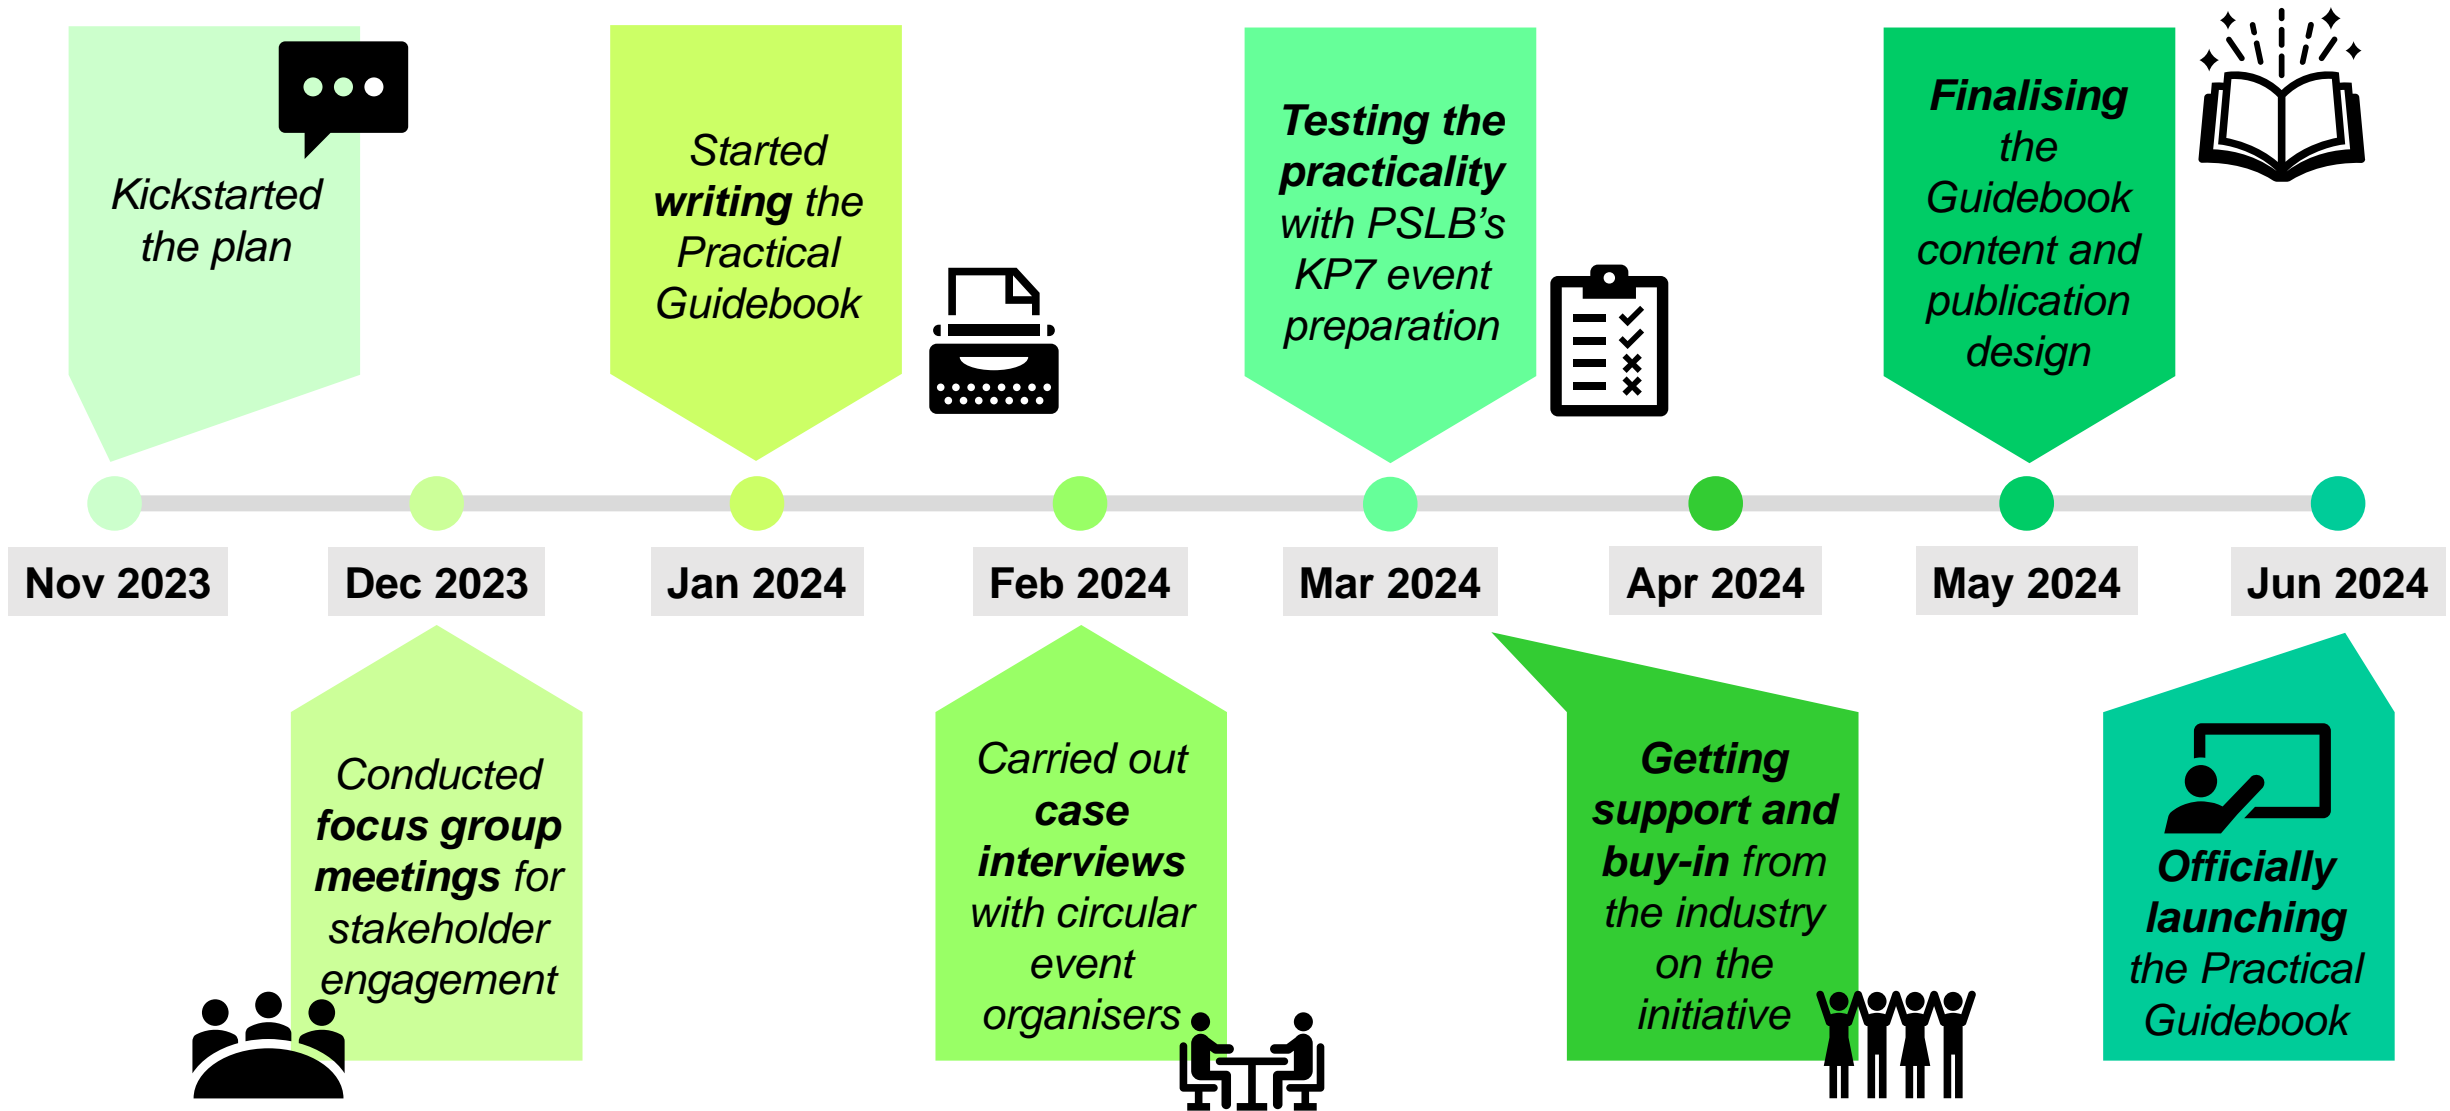 Kickstarted
the plan
Started
writing the
Practical
Guidebook
Testing the
practicality
with PSLB’s
KP7 event
preparation
Finalising
the
Guidebook
content and
publication
design
Nov 2023
Dec 2023
Jan 2024
Feb 2024
Mar 2024
Apr 2024
May 2024
Jun 2024
Conducted
focus group
meetings for
stakeholder
engagement
Carried out
case
interviews
with circular
event
organisers
Getting
support and
buy-in from
the industry
on the
initiative
Officially
launching
the Practical
Guidebook